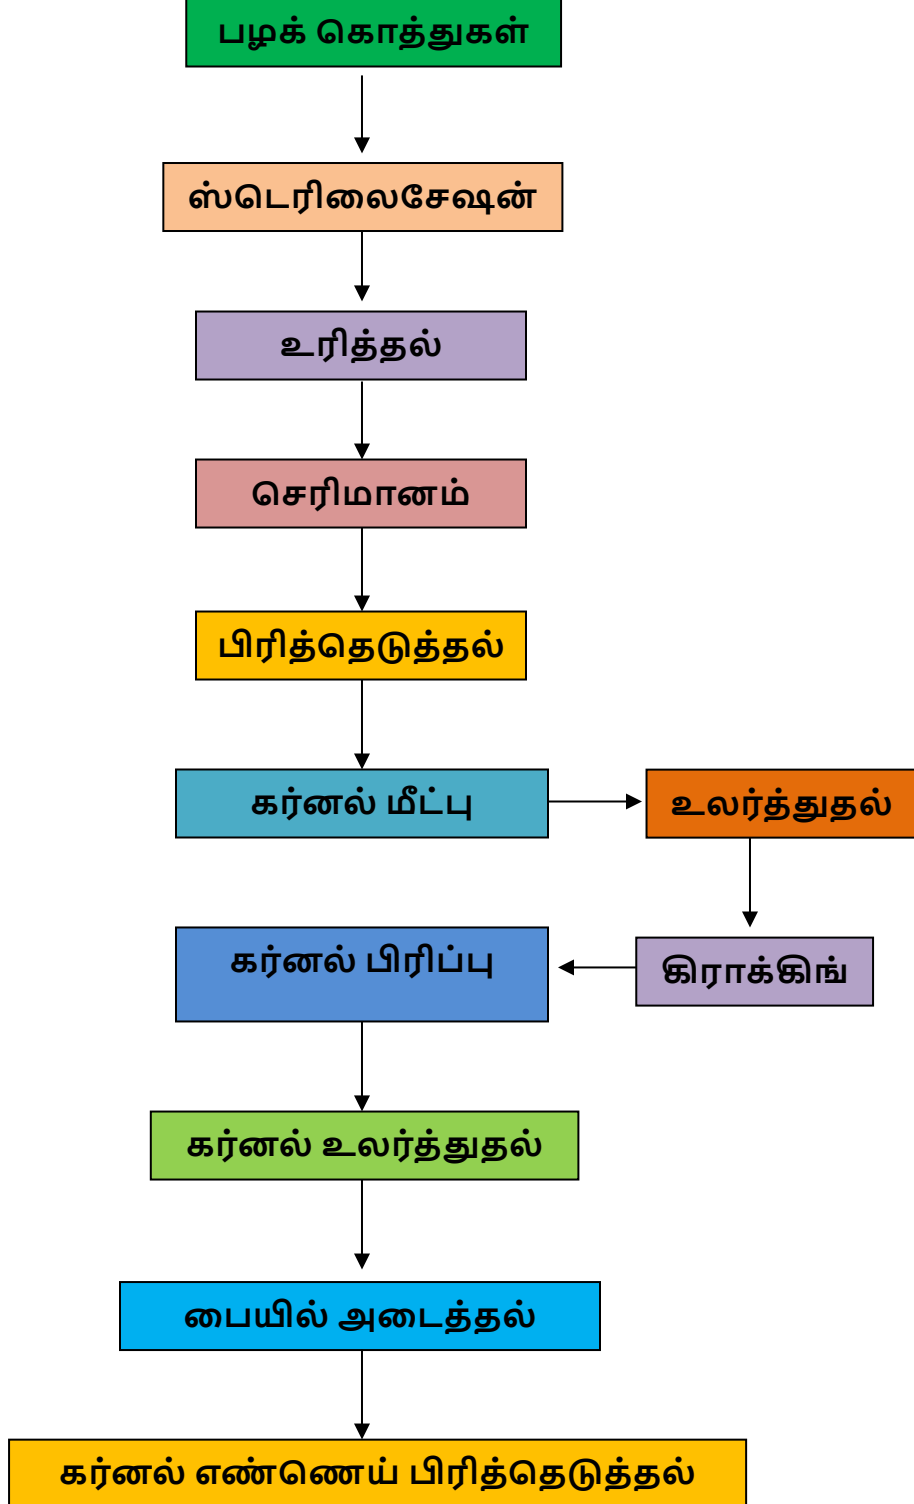 பழக் கொத்துகள்
ஸ்டெரிலைசேஷன்
உரித்தல்
செரிமானம்
பிரித்தெடுத்தல்
கர்னல் மீட்பு
உலர்த்துதல்
கிராக்கிங்
கர்னல் பிரிப்பு
கர்னல் உலர்த்துதல்
பையில் அடைத்தல்
கர்னல் எண்ணெய் பிரித்தெடுத்தல்